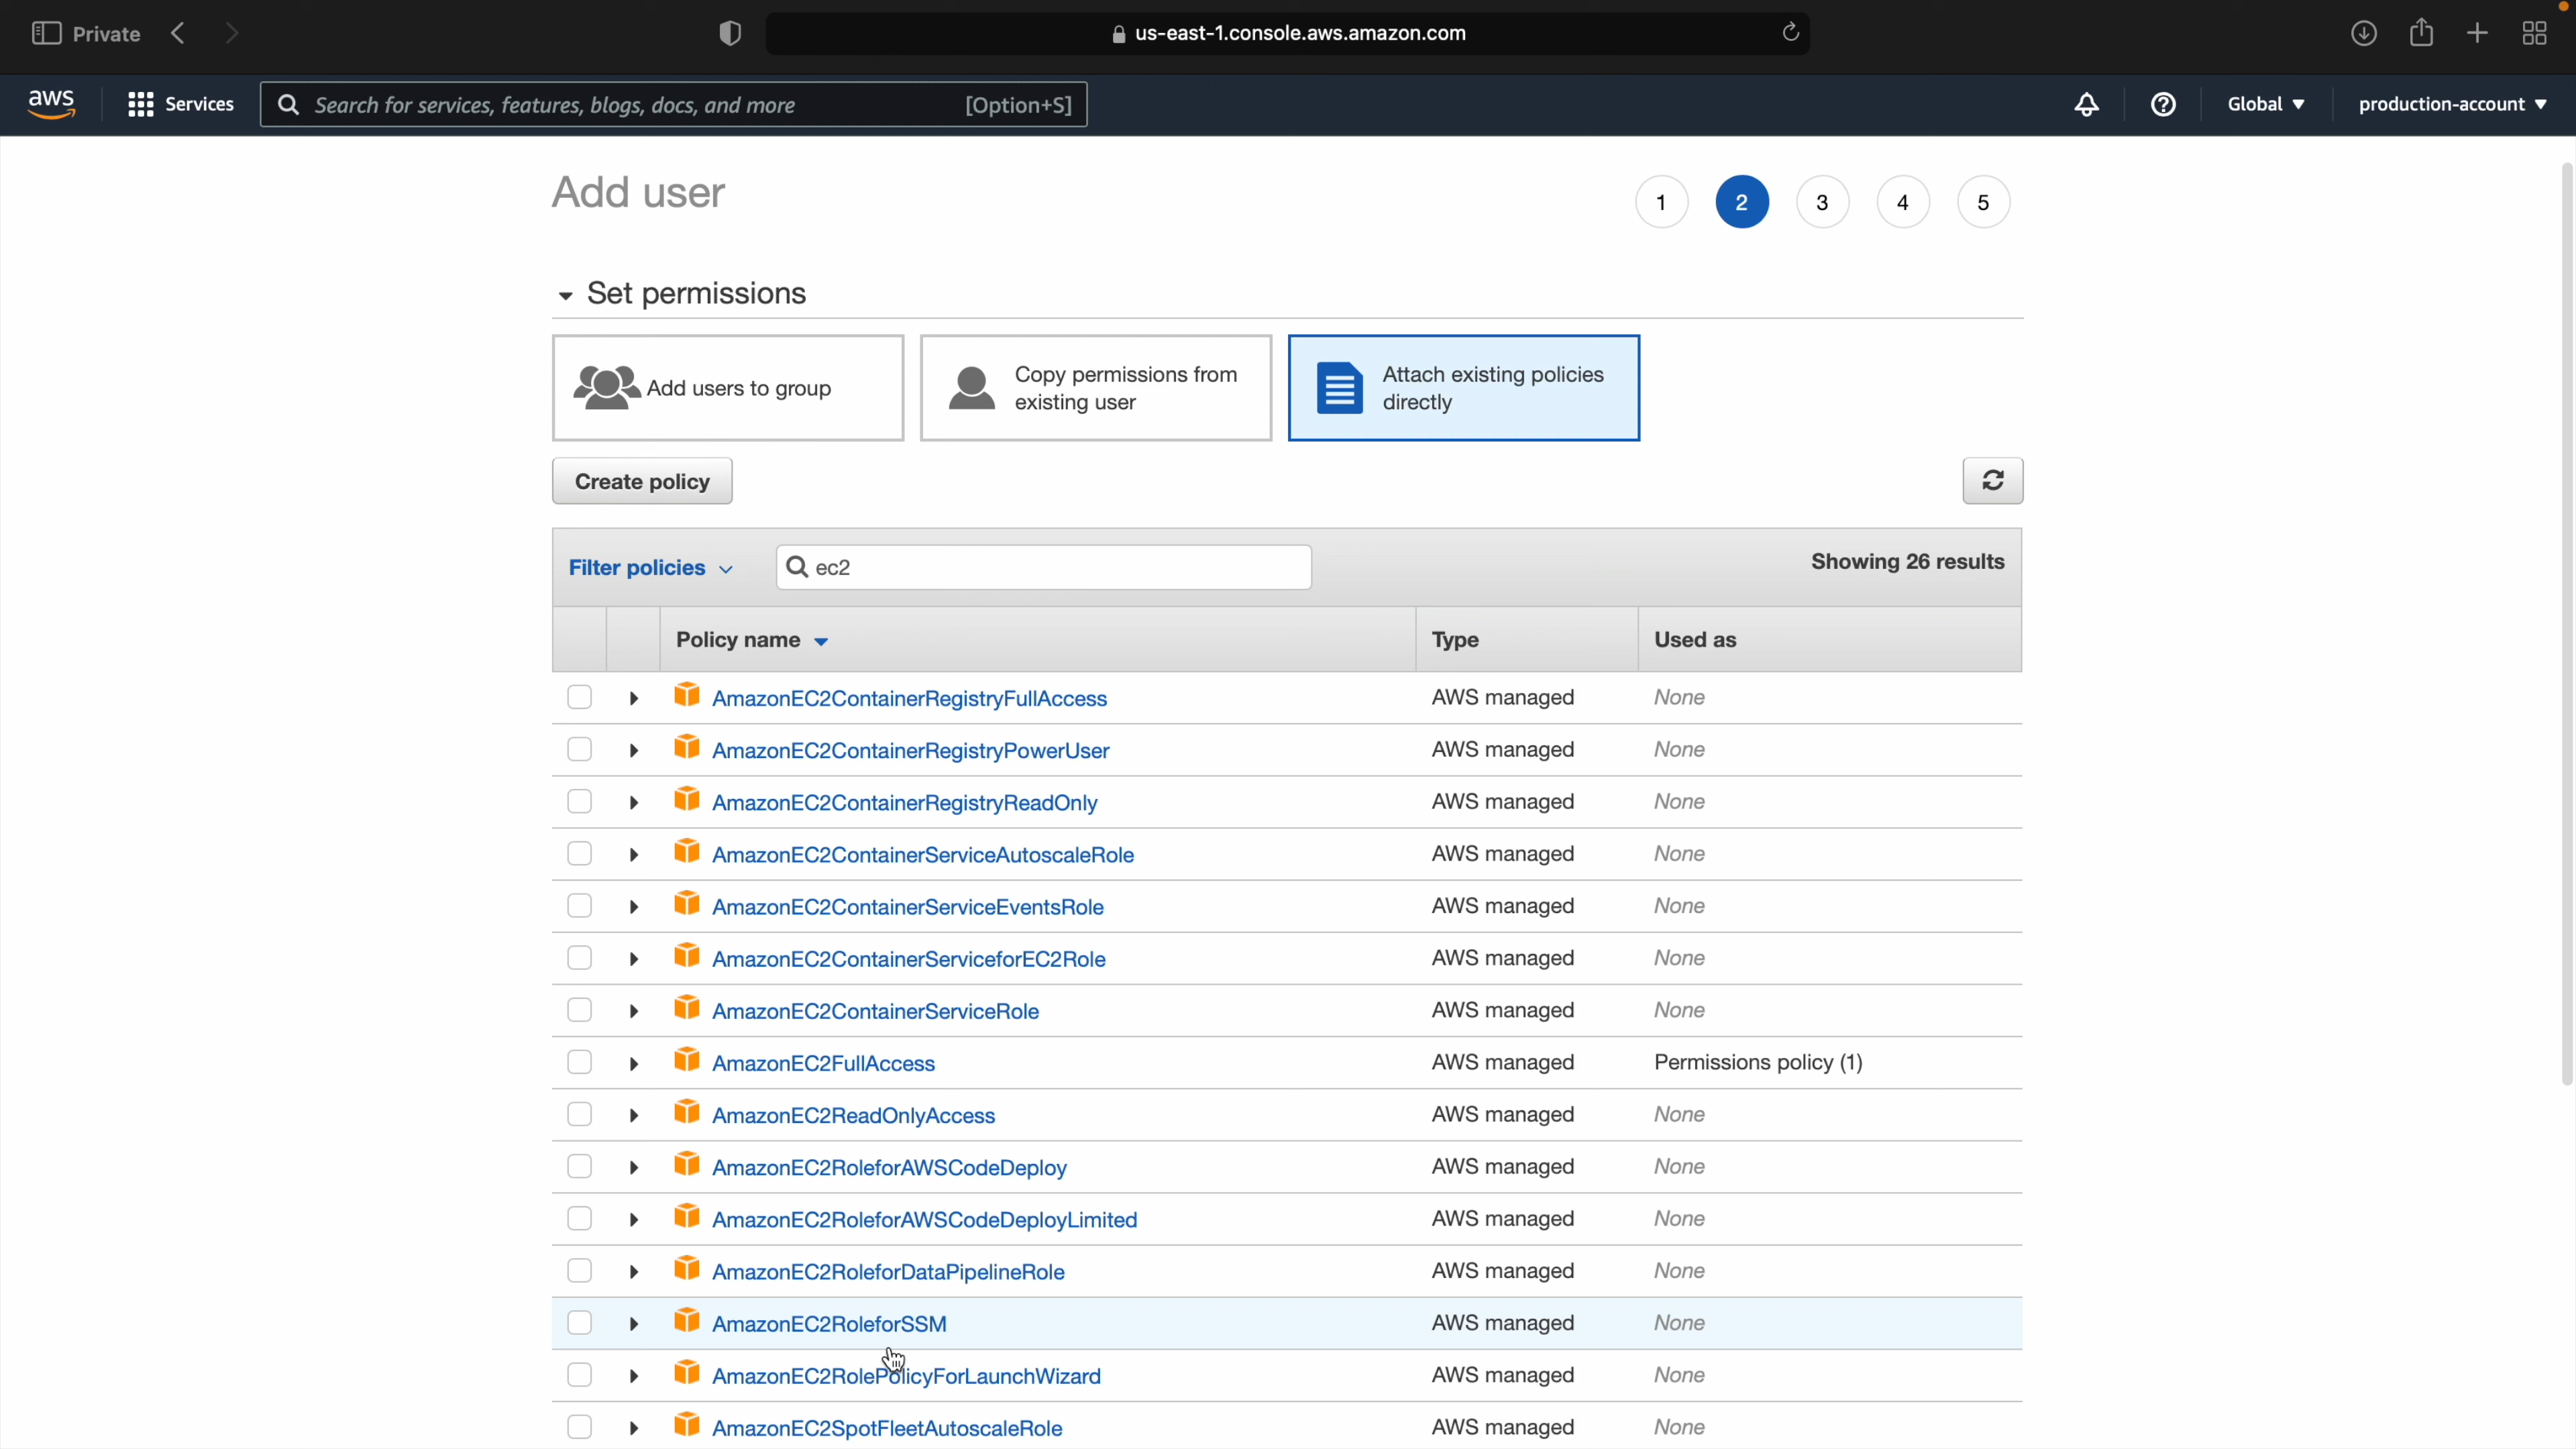 Private
us-east-1.console.aws.amazon.com
aws
Services
Search for services, features, blogs, docs, and more
[Option+S]
Global
production-account
Add user
1
2
3
4
5
Set permissions
Add users to group
Copy permissions from
existing user
Attach existing policies
directly
Create policy
Filter policies
ec2
Showing 26 results
Policy name
Type
Used as
AmazonEC2ContainerRegistryFullAccess AWS managed None
AmazonEC2ContainerRegistryPowerUser AWS managed None
AmazonEC2ContainerRegistryReadOnly AWS managed None
AmazonEC2ContainerServiceAutoscaleRole AWS managed None
AmazonEC2ContainerServiceEventsRole AWS managed None
AmazonEC2ContainerServiceforEC2Role AWS managed None
AmazonEC2ContainerServiceRole AWS managed None
AmazonEC2FullAccess AWS managed Permissions policy (1)
AmazonEC2ReadOnlyAccess AWS managed None
AmazonEC2RoleforAWSCodeDeploy AWS managed None
AmazonEC2RoleforAWSCodeDeployLimited AWS managed None
AmazonEC2RoleforDataPipelineRole AWS managed None
AmazonEC2RoleforSSM AWS managed None
AmazonEC2RolePolicyForLaunchWizard AWS managed None
AmazonEC2SpotFleetAutoscaleRole AWS managed None